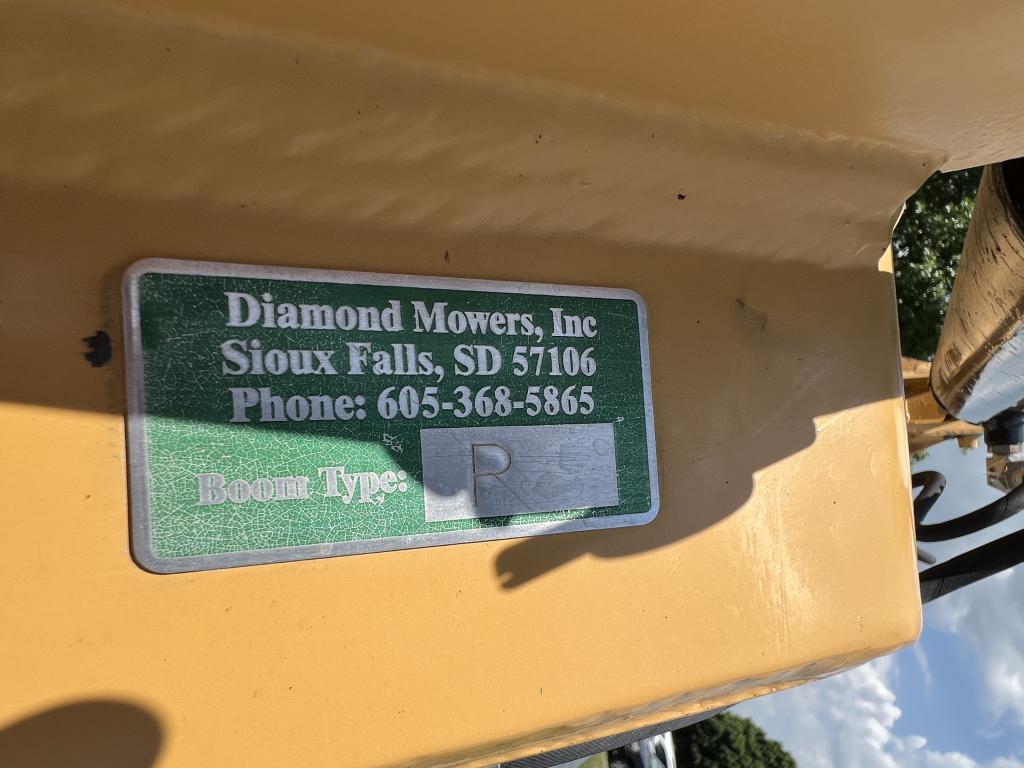 Diamond Mowers, Inc
Sioux Falls, SD 57106
Phone: 605-368-5865
Boom Type: R